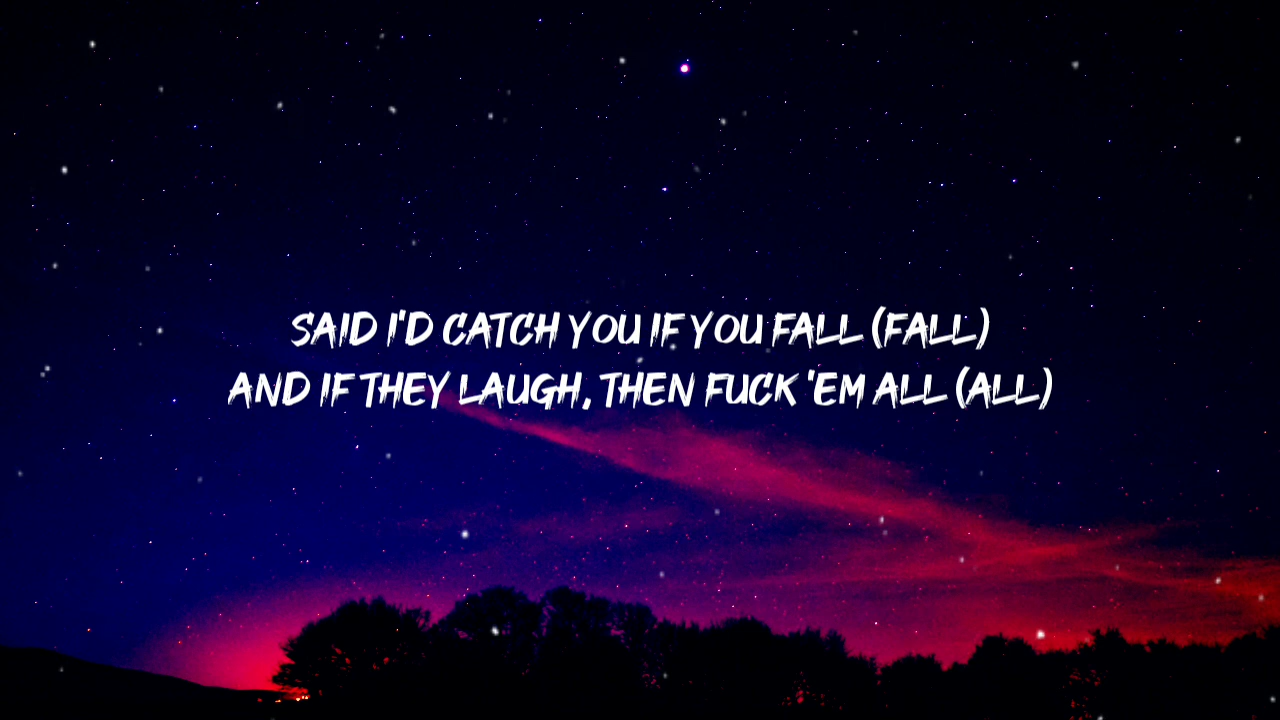 SAID I'D CATCH YOU IF YOU FALL (FALL)
AND IF THEY LAUGH, THEN FUCK 'EM ALL (ALL)